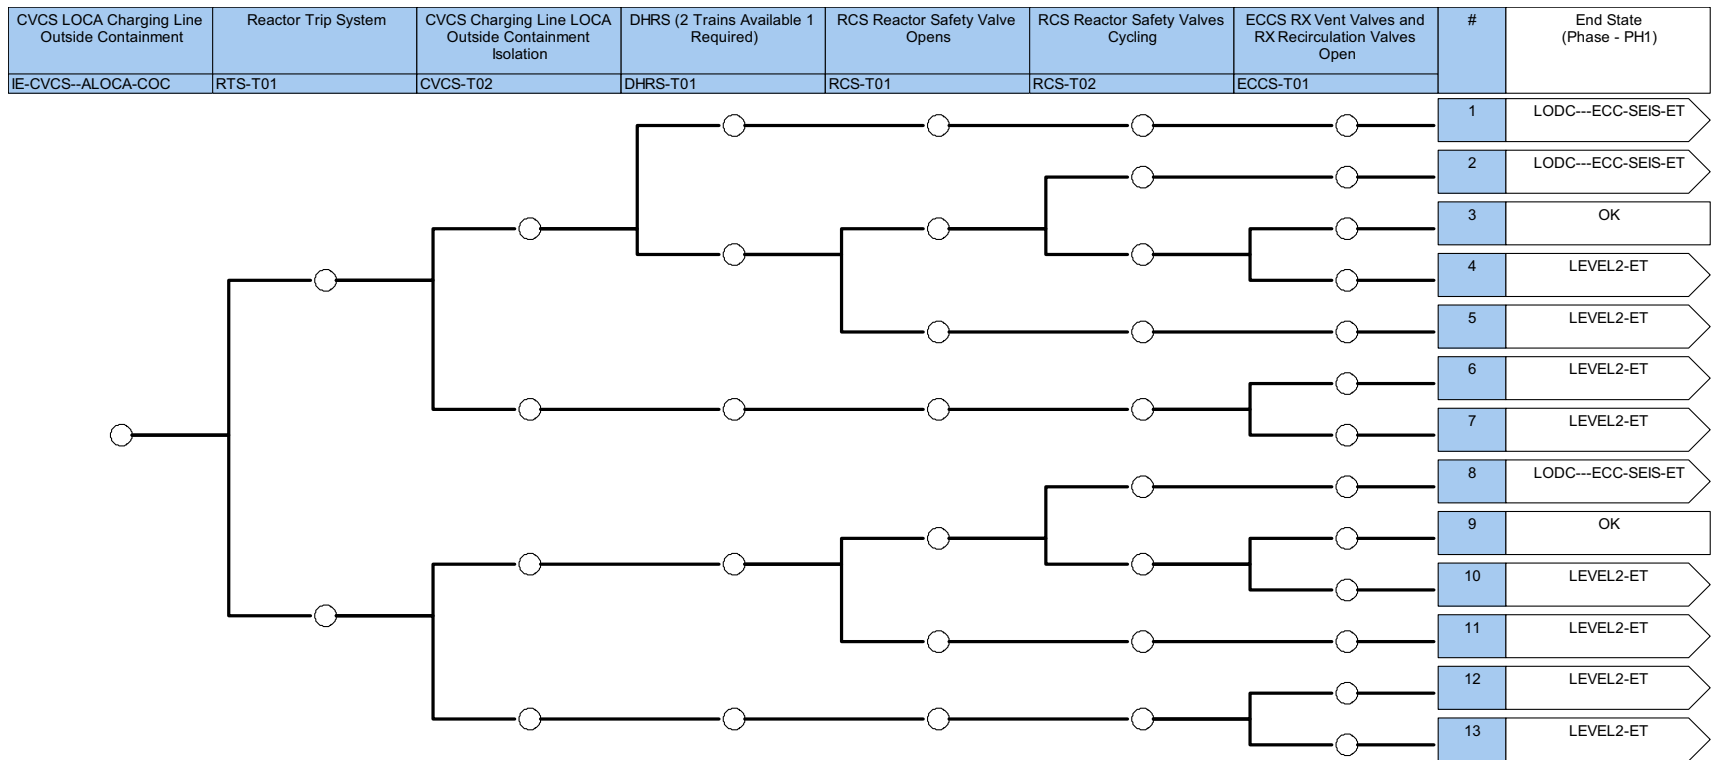 CVCS LOCA Charging Line
Outside Containment
IE-CVCS--ALOCA-COC
Reactor Trip System
RTS-T01
CVCS Charging Line LOCA
Outside Containment
Isolation
CVCS-T02
DHRS (2 Trains Available 1
Required)
DHRS-T01
RCS Reactor Safety Valve
Opens
RCS-T01
RCS Reactor Safety Valves
Cycling
RCS-T02
ECCS RX Vent Valves and
RX Recirculation Valves
Open
ECCS-T01
#
End State
(Phase - PH1)
1 LODC---ECC-SEIS-ET
2 LODC---ECC-SEIS-ET
3 OK
4 LEVEL2-ET
5 LEVEL2-ET
6 LEVEL2-ET
7 LEVEL2-ET
8 LODC---ECC-SEIS-ET
9 OK
10 LEVEL2-ET
11 LEVEL2-ET
12 LEVEL2-ET
13 LEVEL2-ET